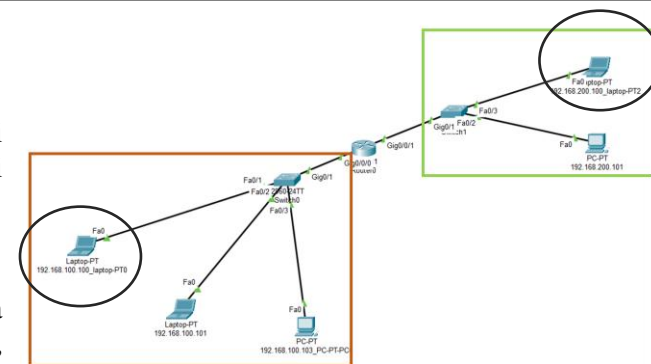 Fa0
192.168.200.100_laptop-PT2
Fa0/3
Gig0/1
Fa0/2
Gig0/0/1
Fa0
PC-PT
192.168.200.101
Gig0/0/0
Gig0/1
Fa0/1
Fa0/2
Switch0
Fa0/3
Fa0
Laptop-PT
192.168.100.100_laptop-PT0
Fa0
Laptop-PT
192.168.100.101
Fa0
PC-PT
192.168.100.103_PC-PT-PC